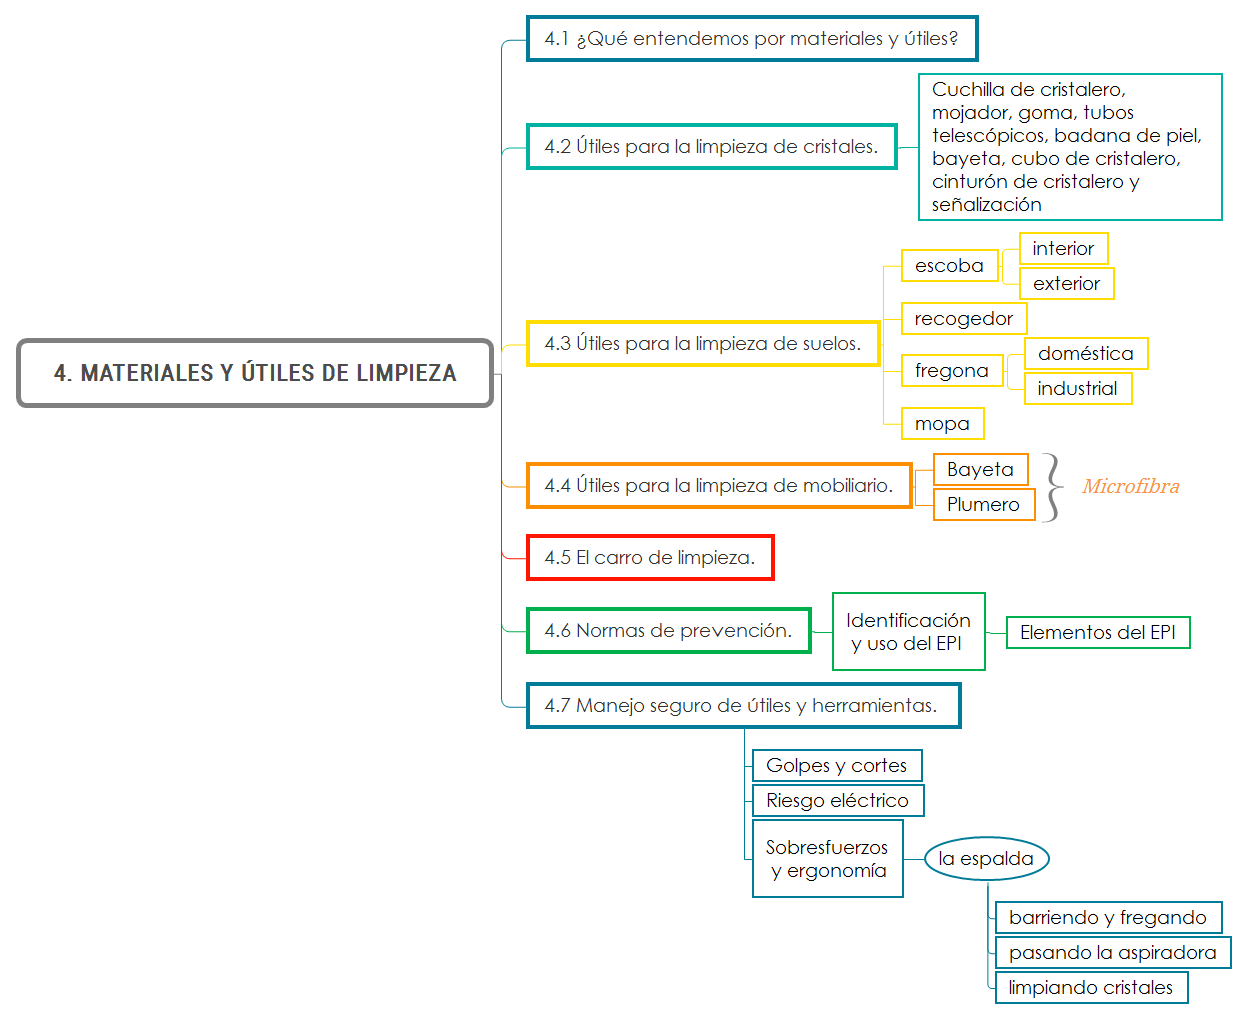 4. MATERIALES Y ÚTILES DE LIMPIEZA
4.1 ¿Qué entendemos por materiales y útiles?
4.2 Útiles para la limpieza de cristales.
Cuchilla de cristalero,
mojador, goma, tubos
telescópicos, badana de piel,
bayeta, cubo de cristalero,
cinturón de cristalero y
señalización
4.3 Útiles para la limpieza de suelos.
escoba
interior
exterior
recogedor
fregona
doméstica
industrial
mopa
4.4 Útiles para la limpieza de mobiliario.
Bayeta
Plumero
Microfibra
4.5 El carro de limpieza.
4.6 Normas de prevención.
Identificación
y uso del EPI
Elementos del EPI
4.7 Manejo seguro de útiles y herramientas.
Golpes y cortes
Riesgo eléctrico
Sobresfuerzos
y ergonomía
la espalda
barriendo y fregando
pasando la aspiradora
limpiando cristales